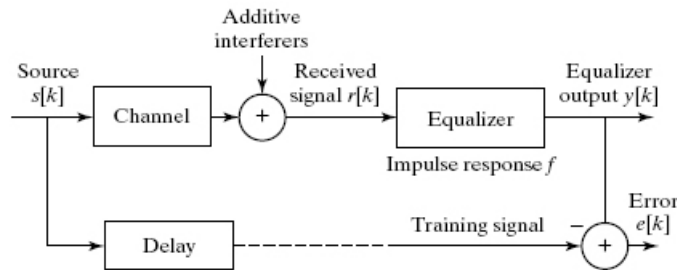 Additive
interferers
Source
s[k]
Received
signal r[k]
Equalizer
output y[k]
Channel
+
Equalizer
Impulse response f
Error
e[k]
Training signal
–
Delay
+